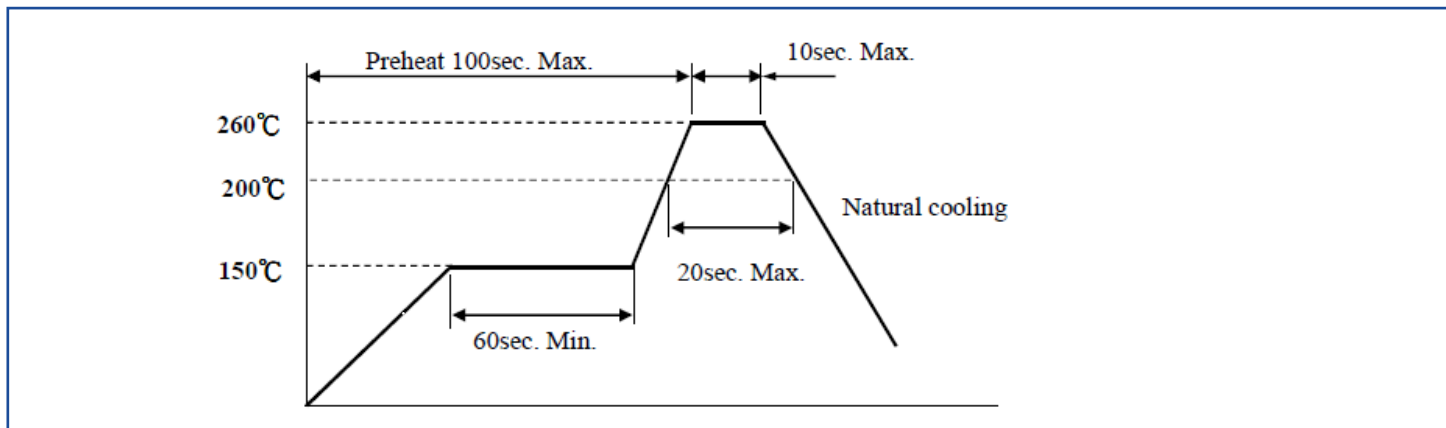 10sec. Max.
Preheat 100sec. Max.
260℃
200℃
Natural cooling
150℃
20sec. Max.
60sec. Min.